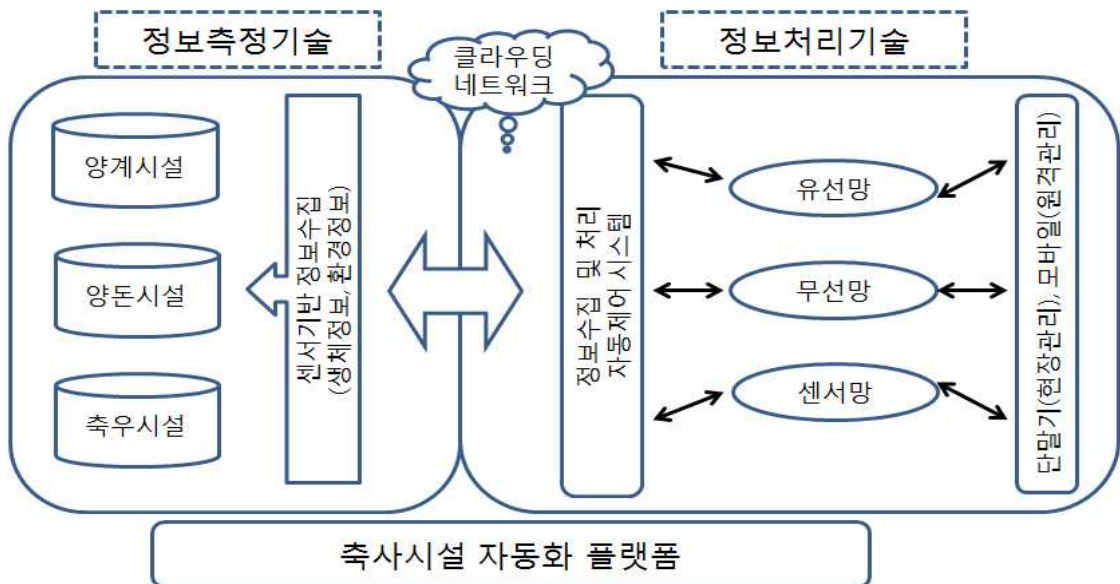 정보측정기술
클라우딩
네트워크
정보처리기술
양계시설
양돈시설
축우시설
센서기반 정보수집
(생체정보, 환경정보)
정보수집 및 처리
자동제어 시스템
유선망
무선망
센서망
단말기(현장관리), 모바일(원격관리)
축사시설 자동화 플랫폼